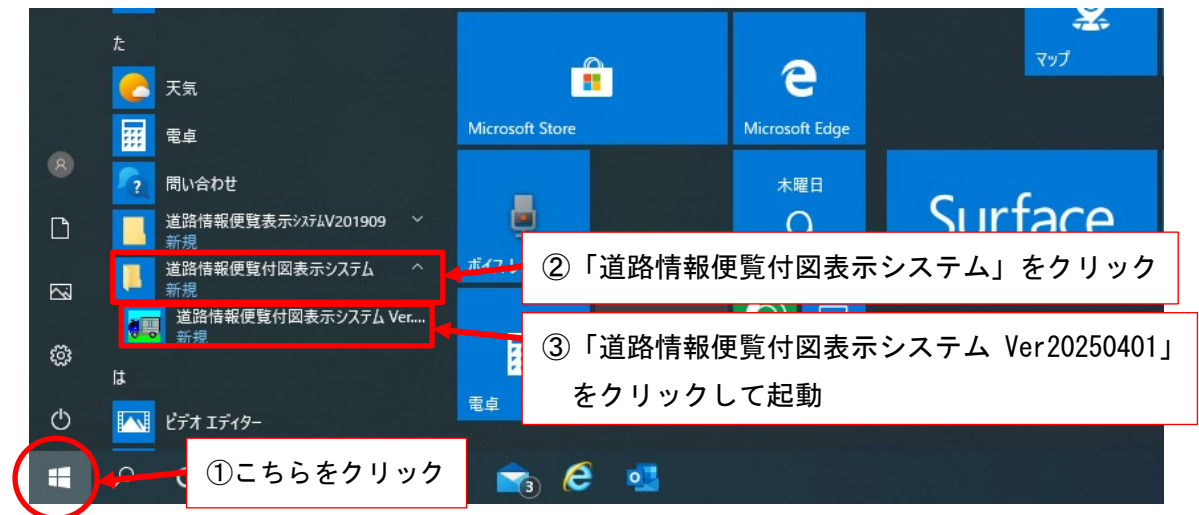 た
天気
電卓
問い合わせ
道路情報便覧表示ｼｽﾃﾑV201909
新規
道路情報便覧付図表示システム
新規
道路情報便覧付図表示システム Ver....
新規
は
ビデオ エディター
Microsoft Store
Microsoft Edge
マップ
木曜日
Surface
ボイス レ
電卓
3
②「道路情報便覧付図表示システム」をクリック
③「道路情報便覧付図表示システム Ver20250401」
をクリックして起動
①こちらをクリック